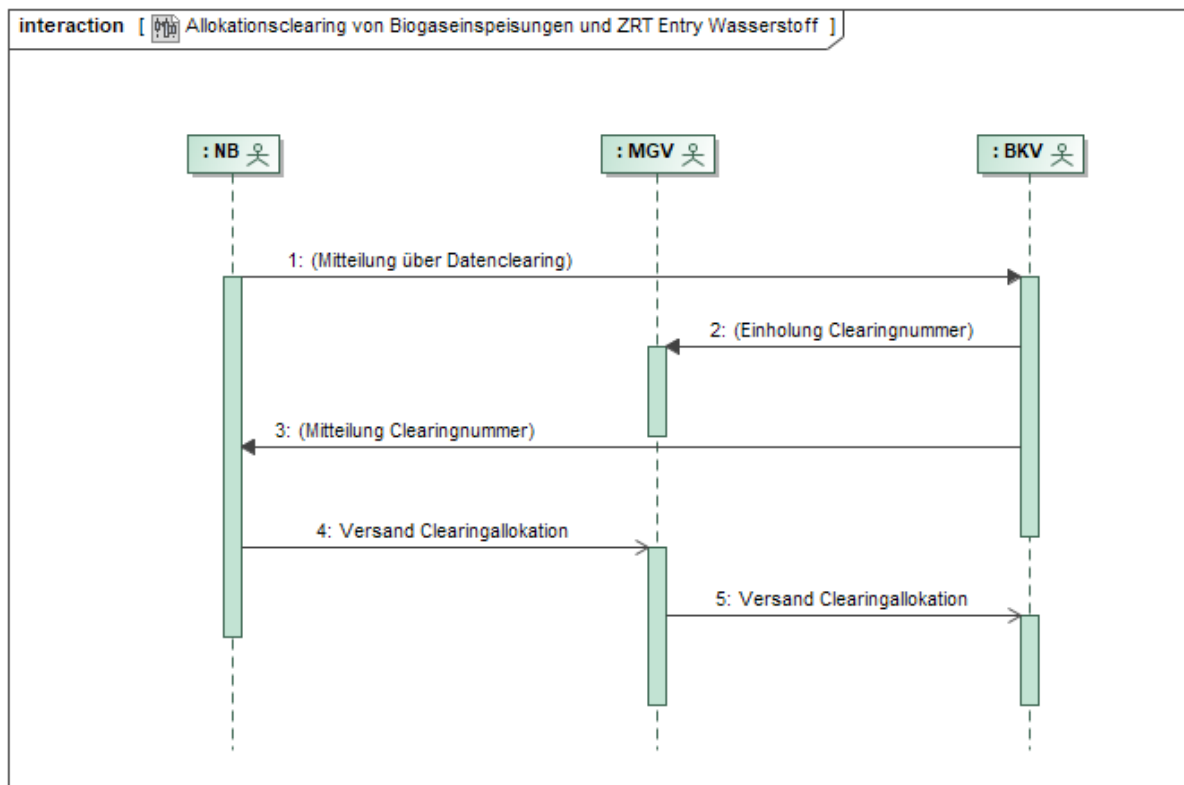 interaction [ Allokationsclearing von Biogaseinspeisungen und ZRT Entry Wasserstoff ]
: NB
: MGV
: BKV
1: (Mitteilung über Datenclearing)
2: (Einholung Clearingnummer)
3: (Mitteilung Clearingnummer)
4: Versand Clearingallokation
5: Versand Clearingallokation